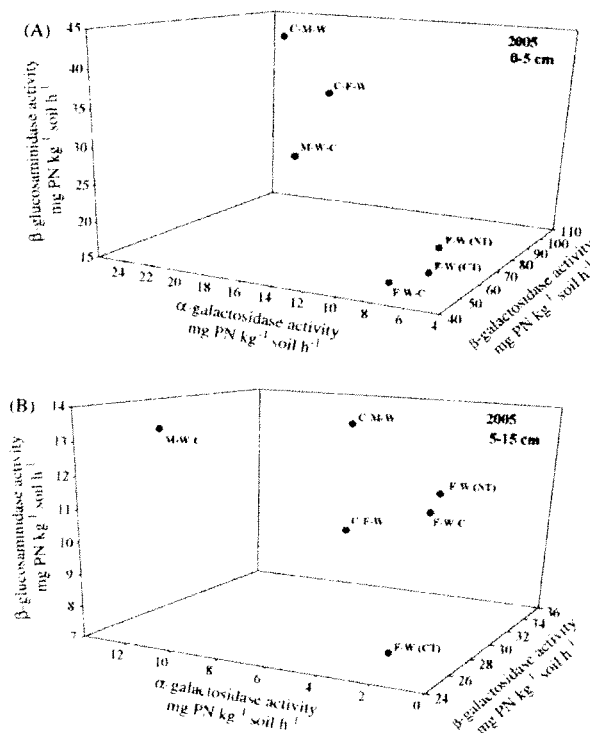 (A)
2005
0-5 cm
β-glucosaminidase activity
mg PN kg⁻¹ soil h⁻¹
45
40
35
30
25
20
15
C-M-W
C-F-W
M-W-C
F-W (NT)
F-W (CT)
F-W-C
24 22 20 18 16 14 12 10 8 6 4
α-galactosidase activity
mg PN kg⁻¹ soil h⁻¹
40 50 60 70 80 90 100 110
β-galactosidase activity
mg PN kg⁻¹ soil h⁻¹
(B)
2005
5-15 cm
β-glucosaminidase activity
mg PN kg⁻¹ soil h⁻¹
14
13
12
11
10
9
8
7
M-W-C
C-M-W
F-W (NT)
F-W-C
C-F-W
F-W (CT)
12 10 8 6 4 2 0
α-galactosidase activity
mg PN kg⁻¹ soil h⁻¹
24 26 28 30 32 34 36
β-galactosidase activity
mg PN kg⁻¹ soil h⁻¹